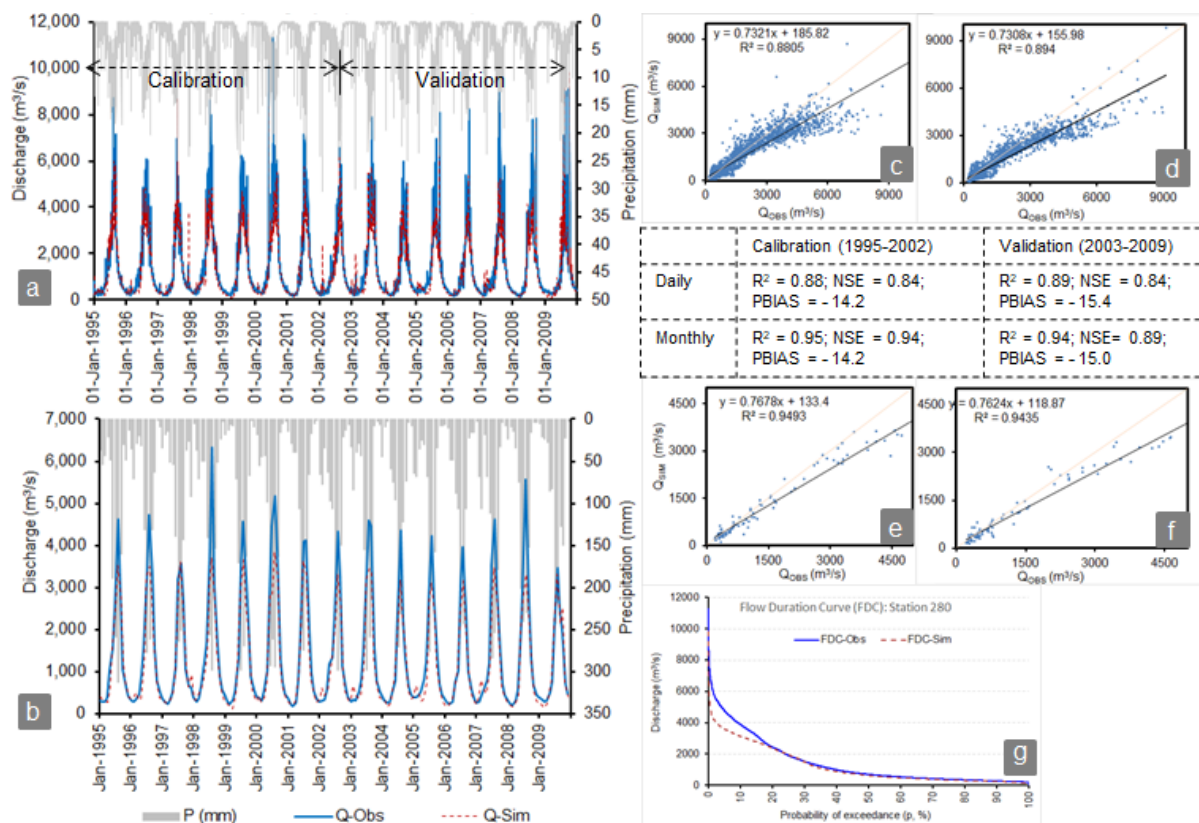 12,000
10,000
8,000
6,000
4,000
2,000
0
Discharge (m³/s)
Calibration
Validation
0
5
10
15
20
25
30
35
40
45
50
Precipitation (mm)
a
01-Jan-1995
01-Jan-1996
01-Jan-1997
01-Jan-1998
01-Jan-1999
01-Jan-2000
01-Jan-2001
01-Jan-2002
01-Jan-2003
01-Jan-2004
01-Jan-2005
01-Jan-2006
01-Jan-2007
01-Jan-2008
01-Jan-2009
7,000
6,000
5,000
4,000
3,000
2,000
1,000
0
Discharge (m³/s)
0
50
100
150
200
250
300
350
Precipitation (mm)
b
Jan-1995
Jan-1996
Jan-1997
Jan-1998
Jan-1999
Jan-2000
Jan-2001
Jan-2002
Jan-2003
Jan-2004
Jan-2005
Jan-2006
Jan-2007
Jan-2008
Jan-2009
P (mm) Q-Obs Q-Sim
y = 0.7321x + 185.82
R² = 0.8805
9000
6000
3000
0
QSIM (m³/s)
c
0 3000 6000 9000
QOBS (m³/s)
y = 0.7308x + 155.98
R² = 0.894
9000
6000
3000
0
d
0 3000 6000 9000
QOBS (m³/s)
Calibration (1995-2002) Validation (2003-2009)
Daily R² = 0.88; NSE = 0.84; R² = 0.89; NSE = 0.84;
PBIAS = - 14.2 PBIAS = - 15.4
Monthly R² = 0.95; NSE = 0.94; R² = 0.94; NSE= 0.89;
PBIAS = - 14.2 PBIAS = - 15.0
y = 0.7678x + 133.4
R² = 0.9493
4500
3000
1500
0
QSIM (m³/s)
e
0 1500 3000 4500
QOBS (m³/s)
y = 0.7624x + 118.87
R² = 0.9435
4500
3000
1500
0
f
0 1500 3000 4500
QOBS (m³/s)
Flow Duration Curve (FDC): Station 280
FDC-Obs FDC-Sim
12000
10000
8000
6000
4000
2000
0
Discharge (m³/s)
g
0 10 20 30 40 50 60 70 80 90 100
Probability of exceedance (p, %)